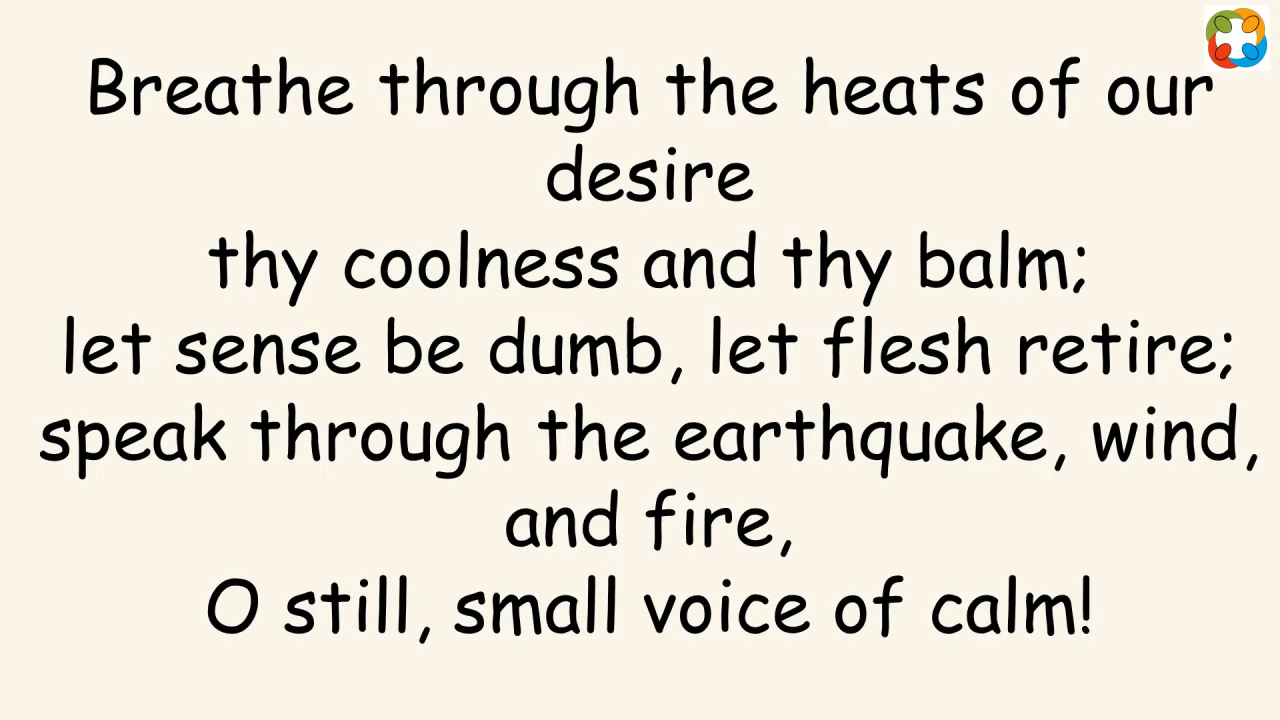 Breathe through the heats of our
desire
thy coolness and thy balm;
let sense be dumb, let flesh retire;
speak through the earthquake, wind,
and fire,
O still, small voice of calm!